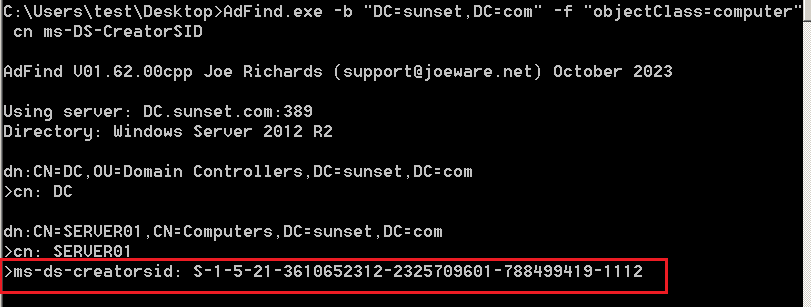 C:\Users\test\Desktop>AdFind.exe -b "DC=sunset,DC=com" -f "objectClass=computer"
 cn ms-DS-CreatorSID
AdFind V01.62.00cpp Joe Richards (support@joeware.net) October 2023
Using server: DC.sunset.com:389
Directory: Windows Server 2012 R2
dn:CN=DC,OU=Domain Controllers,DC=sunset,DC=com
>cn: DC
dn:CN=SERVER01,CN=Computers,DC=sunset,DC=com
>cn: SERVER01
>ms-ds-creatorsid: S-1-5-21-3610652312-2325709601-788499419-1112